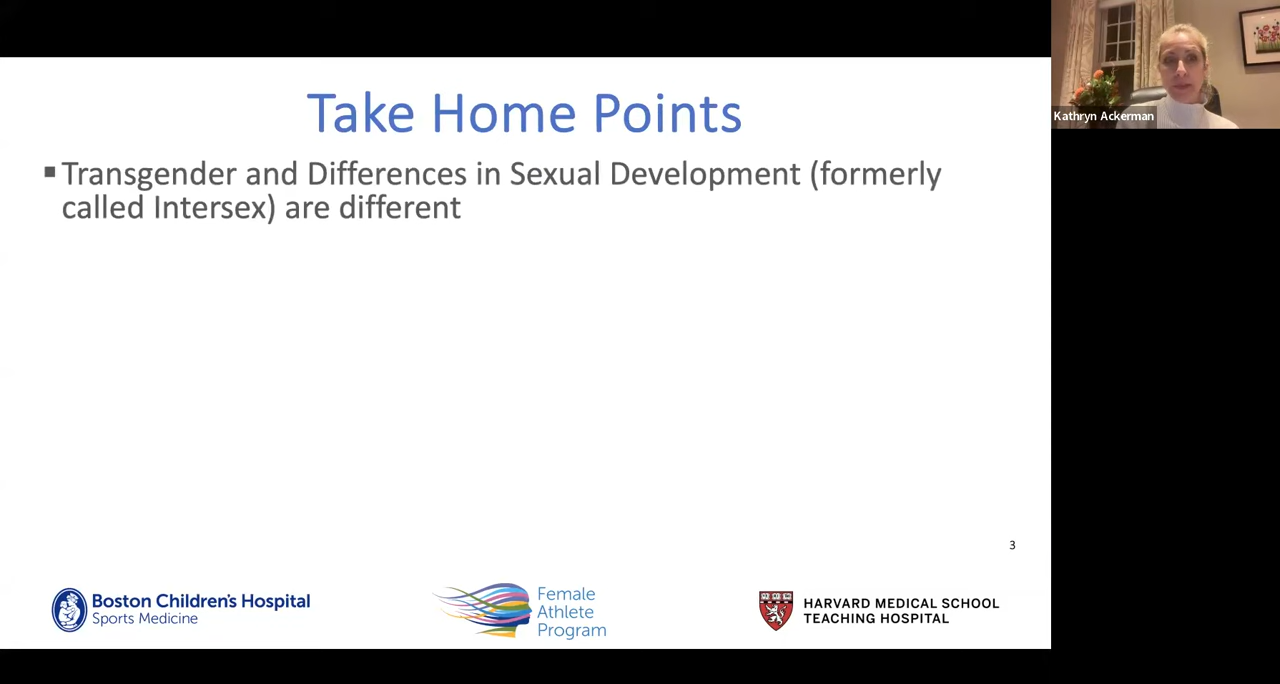 Take Home Points
▪ Transgender and Differences in Sexual Development (formerly
called Intersex) are different
3
Boston Children's Hospital
Sports Medicine
Female
Athlete
Program
HARVARD MEDICAL SCHOOL
TEACHING HOSPITAL
Kathryn Ackerman